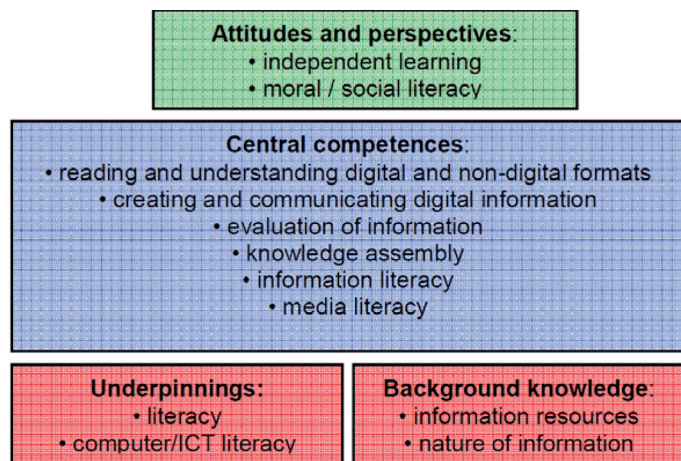 Attitudes and perspectives:
• independent learning
• moral / social literacy
Central competences:
• reading and understanding digital and non-digital formats
• creating and communicating digital information
• evaluation of information
• knowledge assembly
• information literacy
• media literacy
Underpinnings:
• literacy
• computer/ICT literacy
Background knowledge:
• information resources
• nature of information